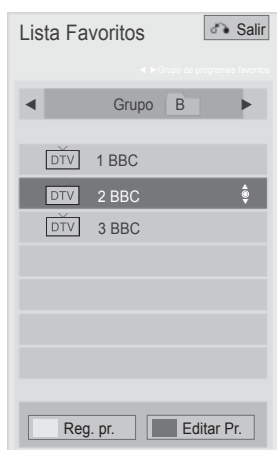 Lista Favoritos
Salir
◄ ►Grupo de programas favoritos
◄ Grupo B ►
DTV 1 BBC
DTV 2 BBC
DTV 3 BBC
Reg. pr. Editar Pr.